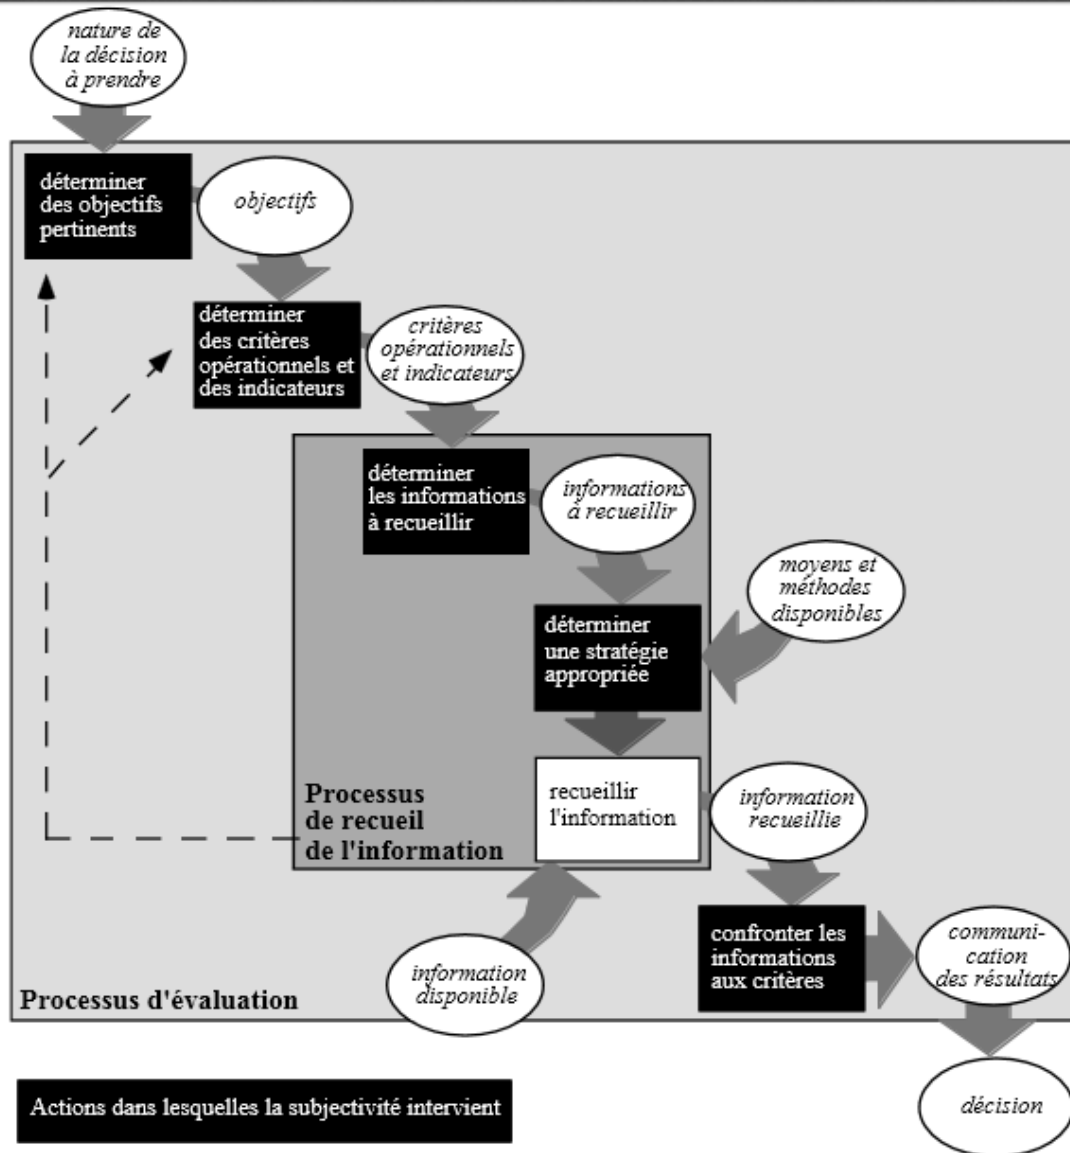 nature de
la décision
à prendre
déterminer
des objectifs
pertinents
objectifs
déterminer
des critères
opérationnels et
des indicateurs
critères
opérationnels
et indicateurs
déterminer
les informations
à recueillir
informations
à recueillir
moyens et
méthodes
disponibles
déterminer
une stratégie
appropriée
recueillir
l'information
information
recueillie
Processus
de recueil
de l'information
confronter les
informations
aux critères
communi-
cation
des résultats
information
disponible
Processus d'évaluation
décision
Actions dans lesquelles la subjectivité intervient